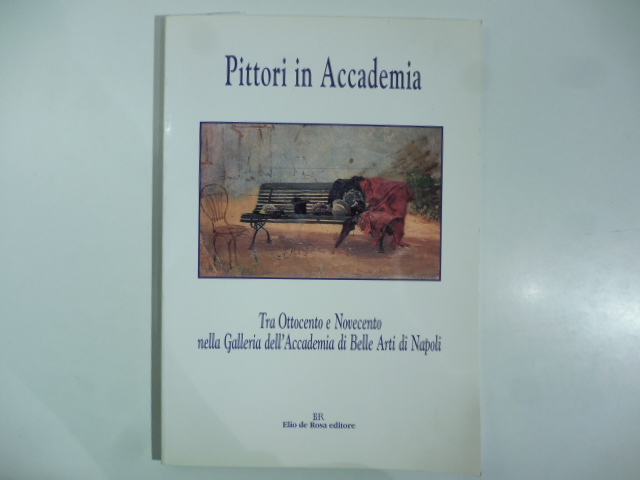 Pittori in Accademia
Tra Ottocento e Novecento
nella Galleria dell'Accademia di Belle Arti di Napoli
ER
Elio de Rosa editore